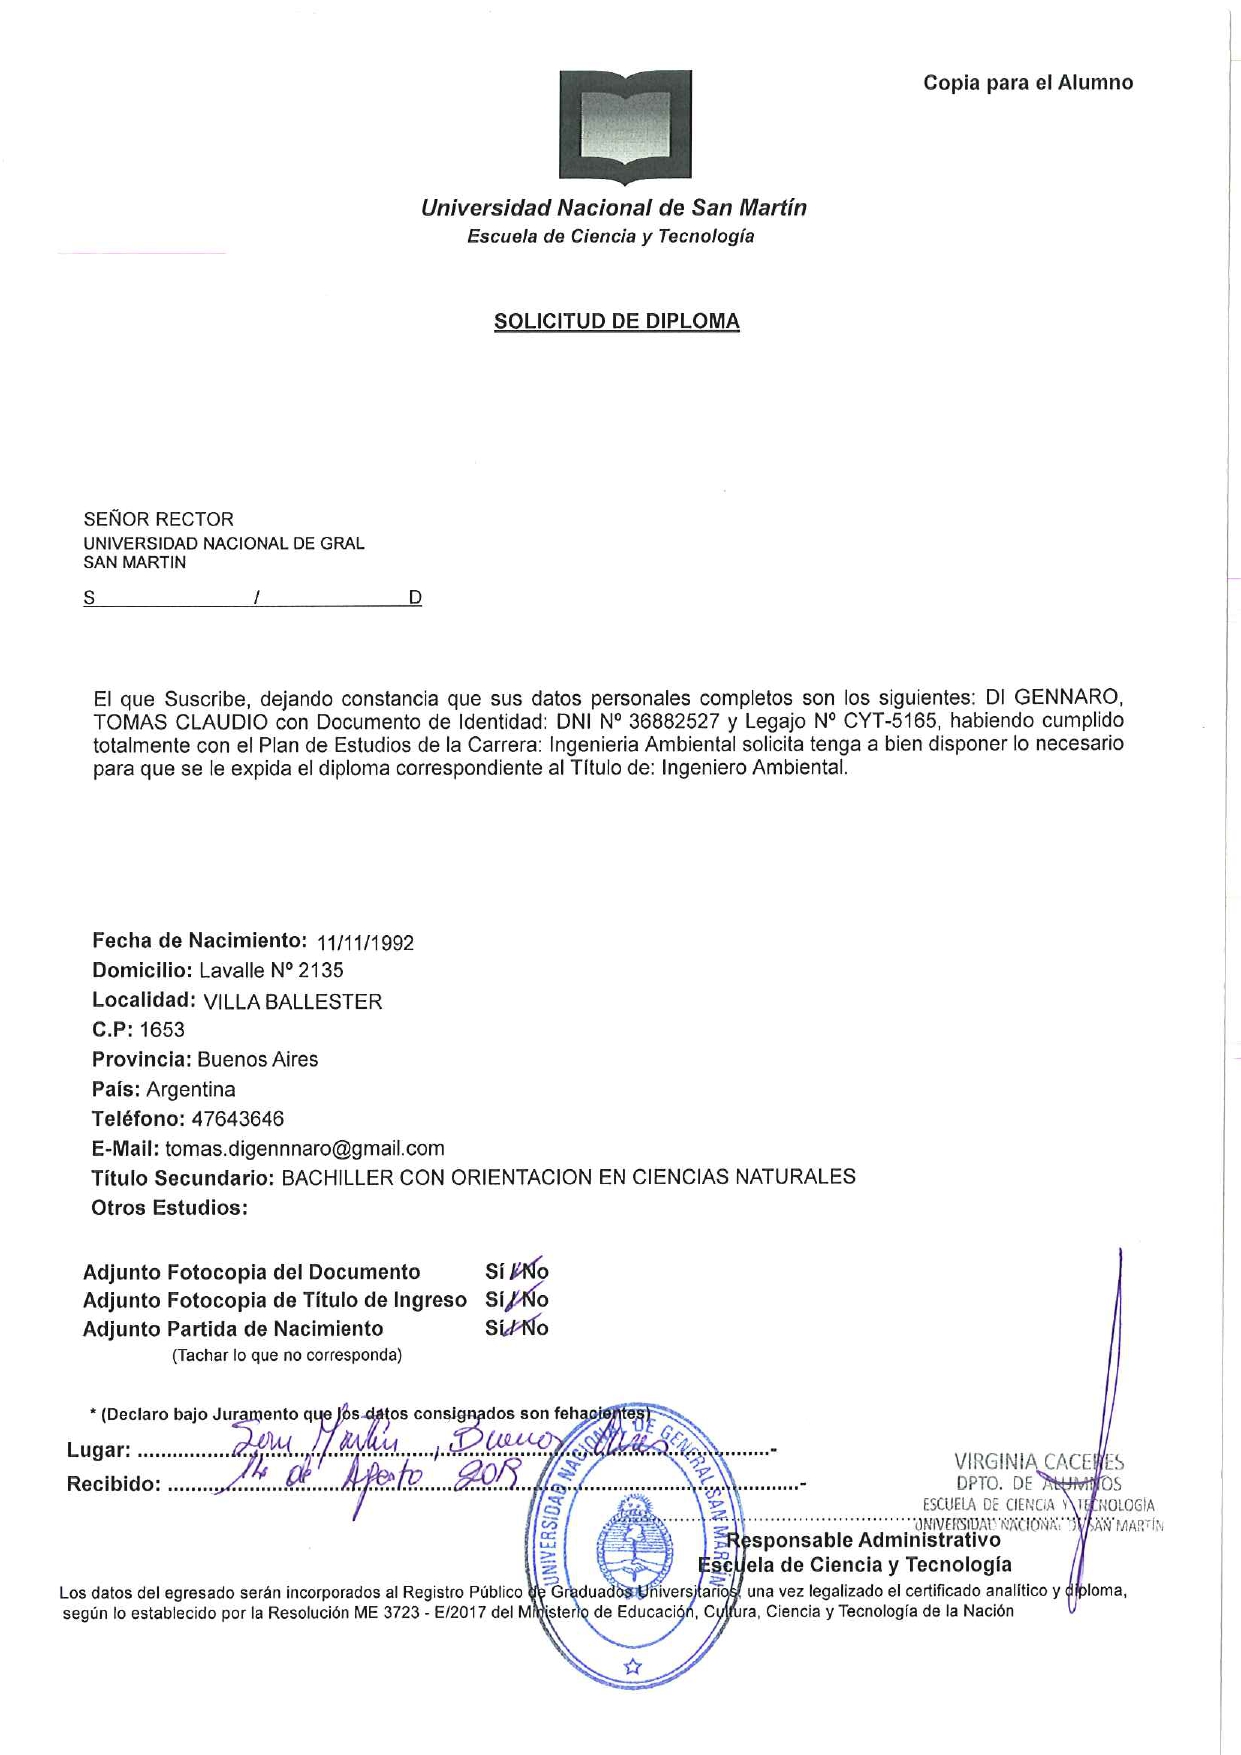 Copia para el Alumno
Universidad Nacional de San Martín
Escuela de Ciencia y Tecnología
SOLICITUD DE DIPLOMA
SEÑOR RECTOR
UNIVERSIDAD NACIONAL DE GRAL
SAN MARTIN
S / D
El que Suscribe, dejando constancia que sus datos personales completos son los siguientes: DI GENNARO,
TOMAS CLAUDIO con Documento de Identidad: DNI Nº 36882527 y Legajo Nº CYT-5165, habiendo cumplido
totalmente con el Plan de Estudios de la Carrera: Ingenieria Ambiental solicita tenga a bien disponer lo necesario
para que se le expida el diploma correspondiente al Título de: Ingeniero Ambiental.
Fecha de Nacimiento: 11/11/1992
Domicilio: Lavalle Nº 2135
Localidad: VILLA BALLESTER
C.P: 1653
Provincia: Buenos Aires
País: Argentina
Teléfono: 47643646
E-Mail: tomas.digennnaro@gmail.com
Título Secundario: BACHILLER CON ORIENTACION EN CIENCIAS NATURALES
Otros Estudios:
Adjunto Fotocopia del Documento Sí / No
Adjunto Fotocopia de Título de Ingreso Sí / No
Adjunto Partida de Nacimiento Sí / No
(Tachar lo que no corresponda)
* (Declaro bajo Juramento que los datos consignados son fehacientes)
Lugar: San Martín, Buenos Aires
Recibido: 14 de Agosto
UNIVERSIDAD NACIONAL DE GENERAL SAN MARTIN
VIRGINIA CACERES
DPTO. DE ALUMNOS
ESCUELA DE CIENCIA Y TECNOLOGIA
UNIVERSIDAD NACIONAL DE SAN MARTÍN
Responsable Administrativo
Escuela de Ciencia y Tecnología
Los datos del egresado serán incorporados al Registro Público de Graduados Universitarios, una vez legalizado el certificado analítico y diploma,
según lo establecido por la Resolución ME 3723 - E/2017 del Ministerio de Educación, Cultura, Ciencia y Tecnología de la Nación